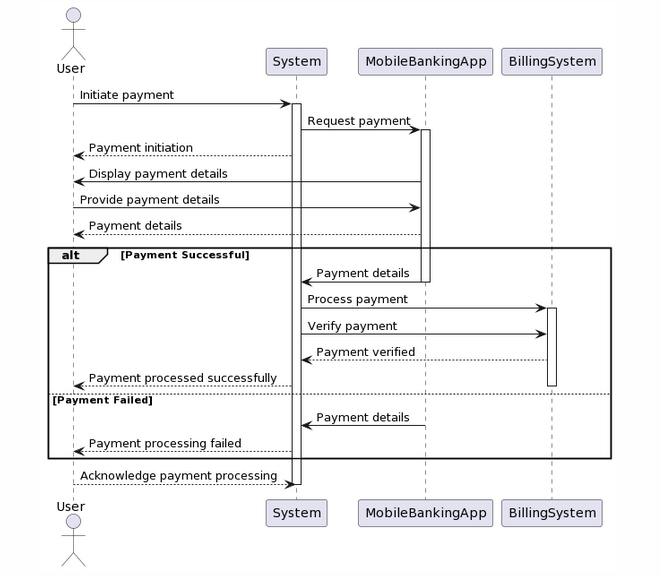 User
System
MobileBankingApp
BillingSystem
Initiate payment
Request payment
Payment initiation
Display payment details
Provide payment details
Payment details
alt
[Payment Successful]
Payment details
Process payment
Verify payment
Payment verified
Payment processed successfully
[Payment Failed]
Payment details
Payment processing failed
Acknowledge payment processing
User
System
MobileBankingApp
BillingSystem